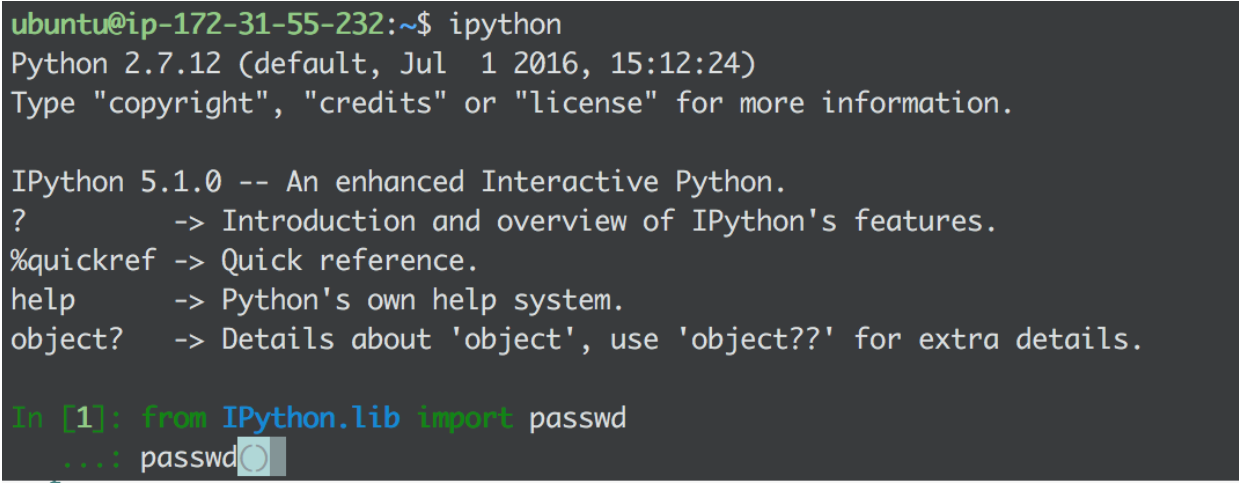 ubuntu@ip-172-31-55-232:~$ ipython
Python 2.7.12 (default, Jul  1 2016, 15:12:24)
Type "copyright", "credits" or "license" for more information.

IPython 5.1.0 -- An enhanced Interactive Python.
?         -> Introduction and overview of IPython's features.
%quickref -> Quick reference.
help      -> Python's own help system.
object?   -> Details about 'object', use 'object??' for extra details.

In [1]: from IPython.lib import passwd
   ...: passwd()